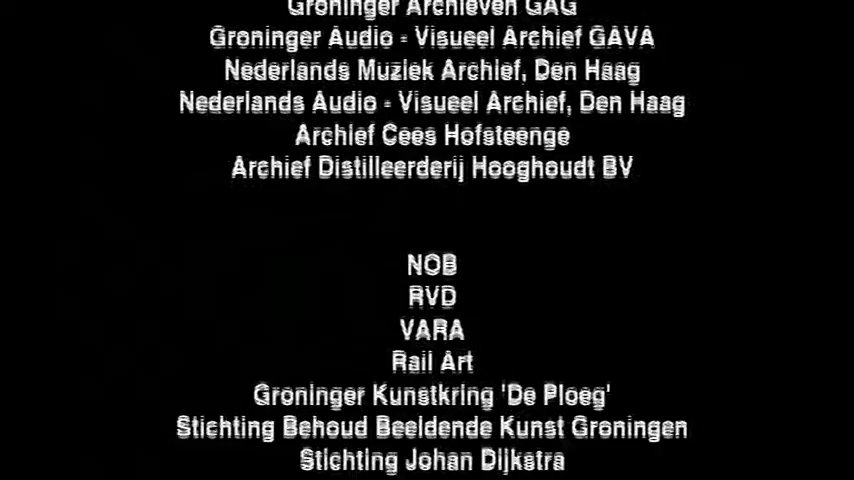 Groninger Archieven GAG
Groninger Audio - Visueel Archief GAVA
Nederlands Muziek Archief, Den Haag
Nederlands Audio - Visueel Archief, Den Haag
Archief Cees Hofsteenge
Archief Distilleerderij Hooghoudt BV
NOB
RVD
VARA
Rail Art
Groninger Kunstkring 'De Ploeg'
Stichting Behoud Beeldende Kunst Groningen
Stichting Johan Dijkstra